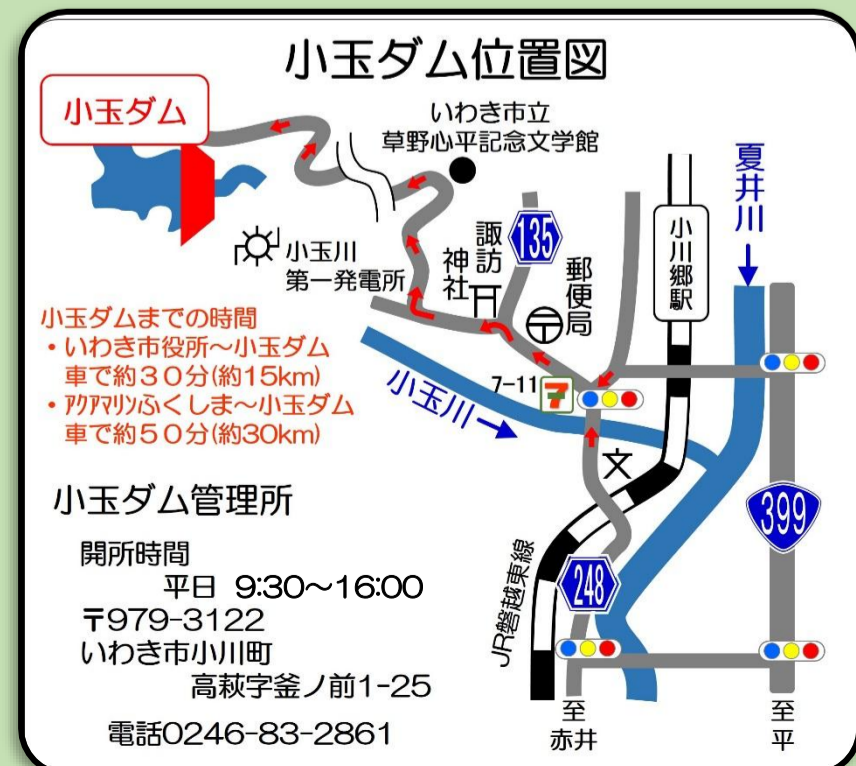 小玉ダム位置図
小玉ダム
いわき市立
草野心平記念文学館
夏井川
135
諏訪
神社
郵便局
小川郷駅
小玉川
第一発電所
小玉ダムまでの時間
・いわき市役所～小玉ダム
車で約３０分(約15km)
・ｱｸｱﾏﾘﾝふくしま～小玉ダム
車で約５０分(約30km)
7-11
7
小玉川
文
399
248
JR磐越東線
小玉ダム管理所
開所時間
平日 9:30～16:00
〒979-3122
いわき市小川町
高萩字釜ノ前1-25
電話0246-83-2861
至
赤井
至
平